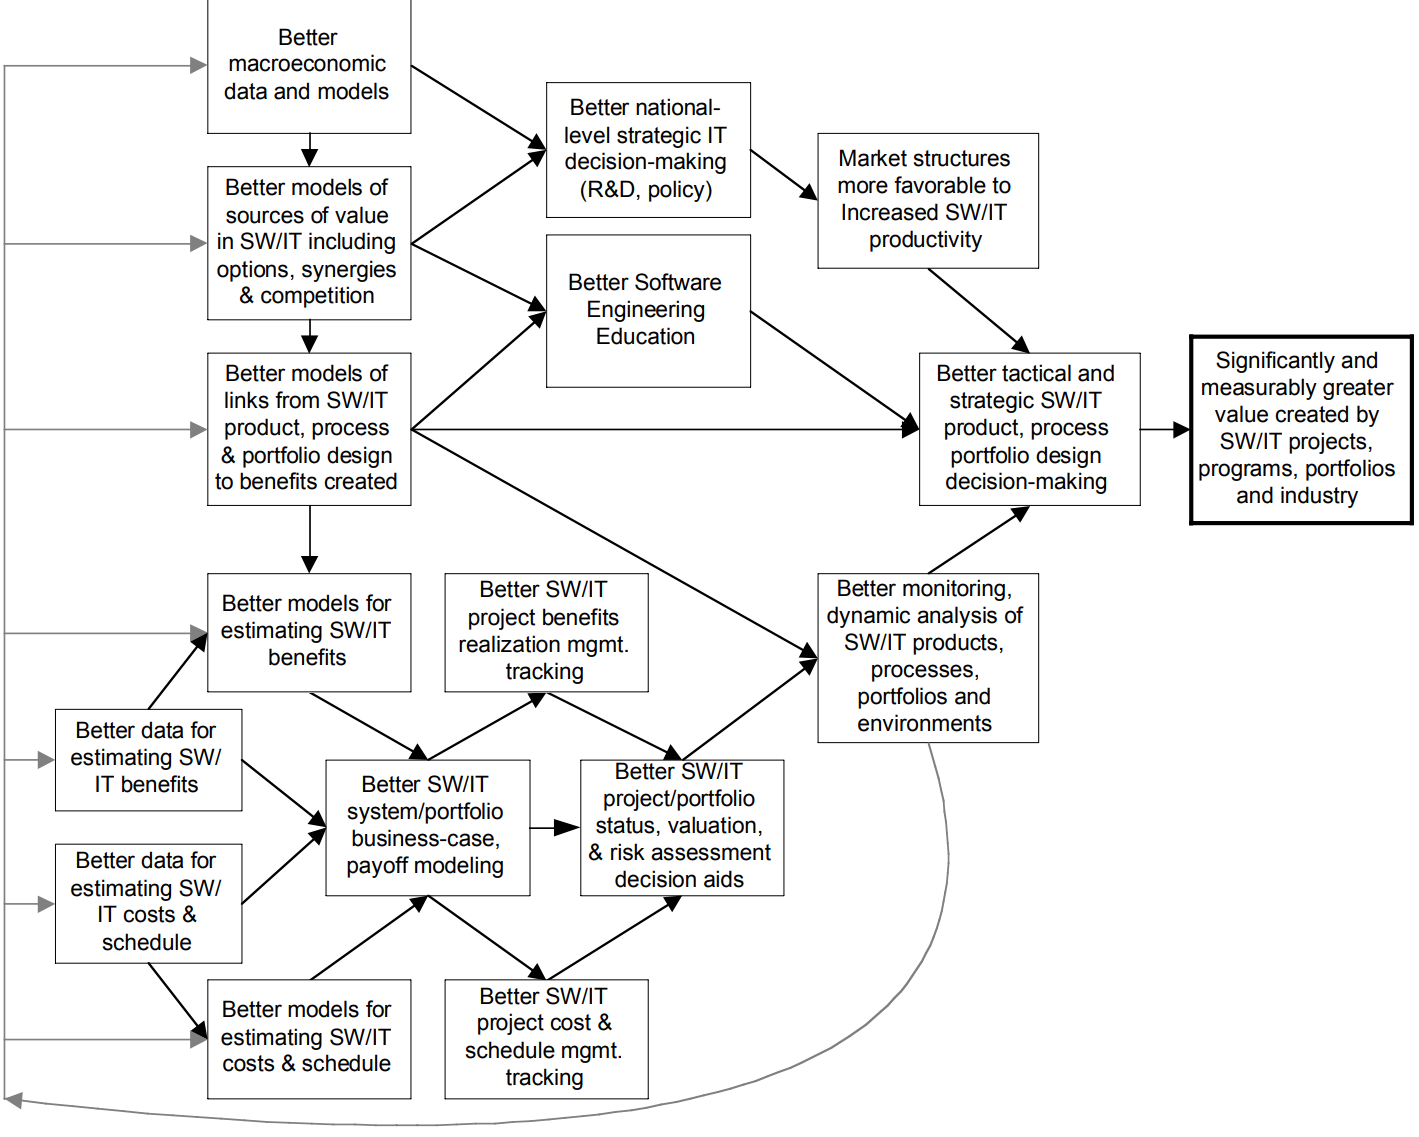 Better
macroeconomic
data and models
Better national-
level strategic IT
decision-making
(R&D, policy)
Market structures
more favorable to
Increased SW/IT
productivity
Better models of
sources of value
in SW/IT including
options, synergies
& competition
Better Software
Engineering
Education
Better models of
links from SW/IT
product, process
& portfolio design
to benefits created
Better tactical and
strategic SW/IT
product, process
portfolio design
decision-making
Significantly and
measurably greater
value created by
SW/IT projects,
programs, portfolios
and industry
Better models for
estimating SW/IT
benefits
Better SW/IT
project benefits
realization mgmt.
tracking
Better monitoring,
dynamic analysis of
SW/IT products,
processes,
portfolios and
environments
Better data for
estimating SW/
IT benefits
Better SW/IT
system/portfolio
business-case,
payoff modeling
Better SW/IT
project/portfolio
status, valuation,
& risk assessment
decision aids
Better data for
estimating SW/
IT costs &
schedule
Better models for
estimating SW/IT
costs & schedule
Better SW/IT
project cost &
schedule mgmt.
tracking